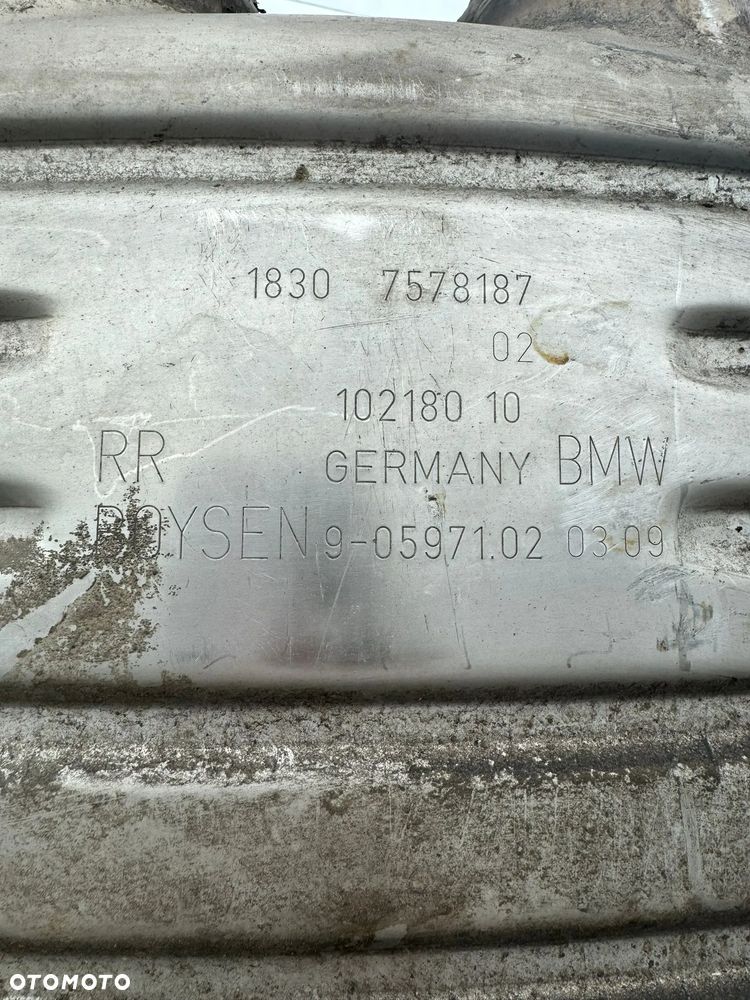 1830 7578187
02
102180 10
RR GERMANY BMW
BOYSEN 9-05971.02 03 09
OTOMOTO